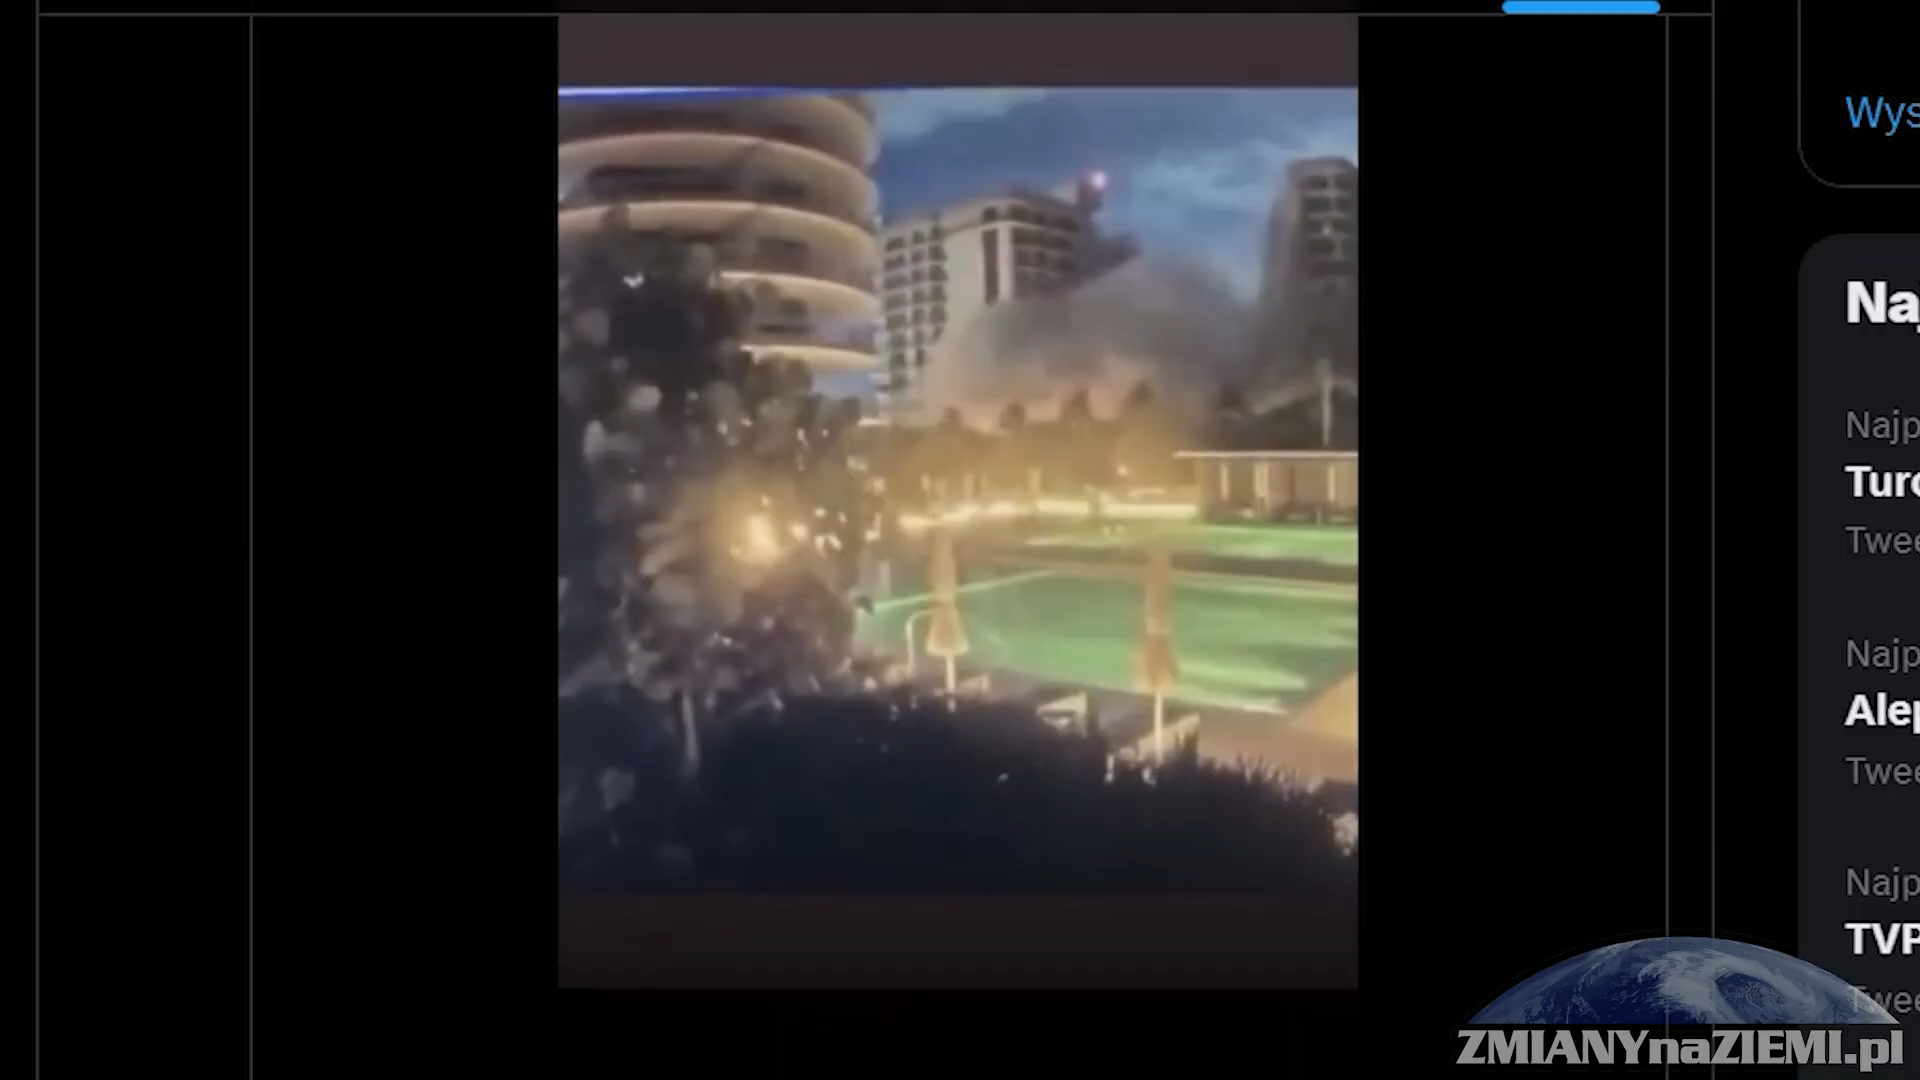 Wys
Naj
Najp
Turc
Twee
Najp
Alep
Twee
Najp
TVP
Twee
ZMIANYnaZIEMI.pl